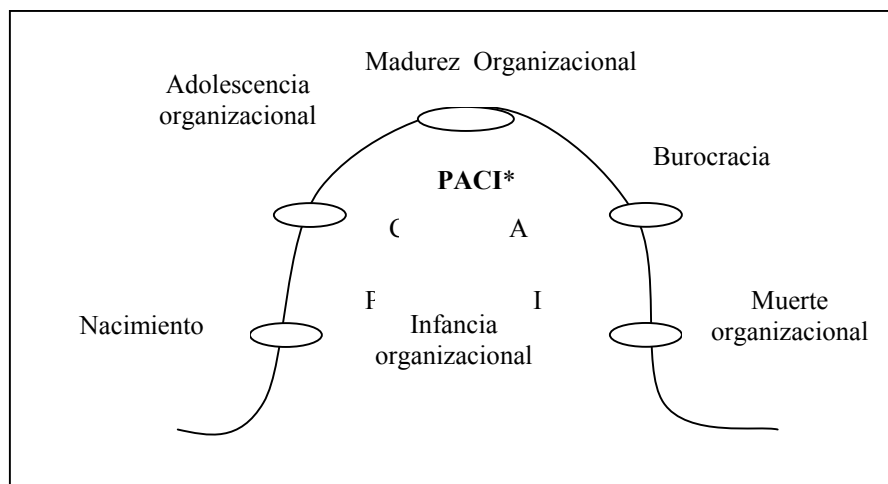 Madurez Organizacional
Adolescencia
organizacional
Burocracia
PACI*
A
I
Nacimiento
Infancia
organizacional
Muerte
organizacional